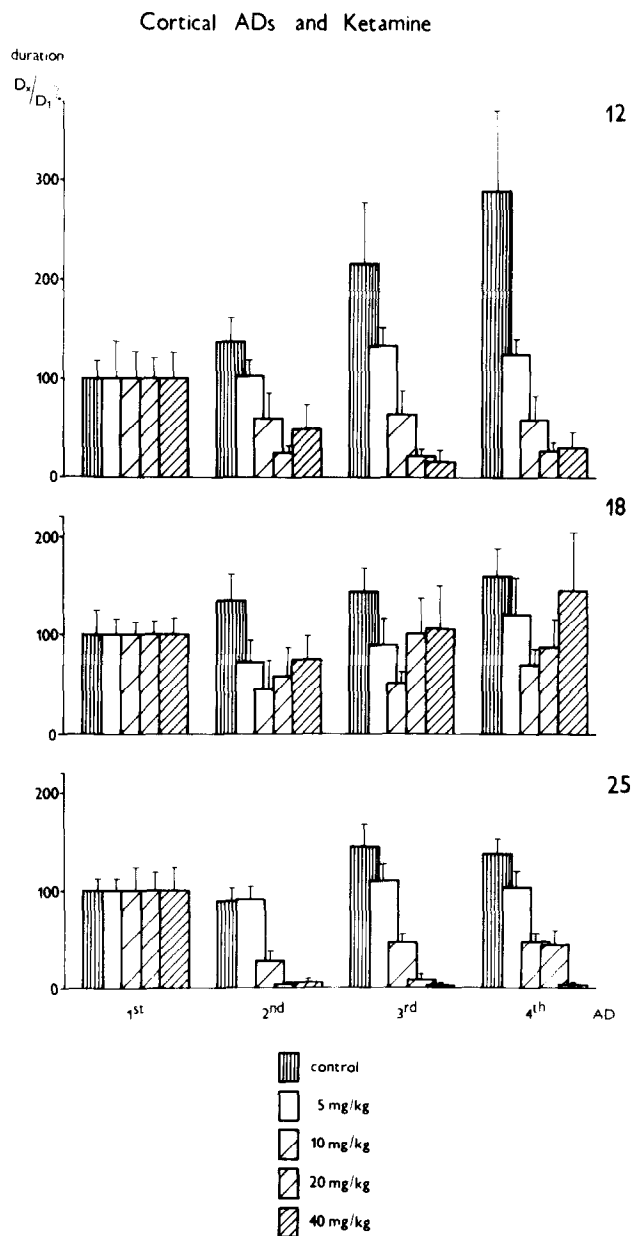 Cortical ADs and Ketamine
duration
Dx/D1 %
12
300
200
100
0
18
200
100
0
25
200
100
0
1st 2nd 3rd 4th AD
control
5 mg/kg
10 mg/kg
20 mg/kg
40 mg/kg